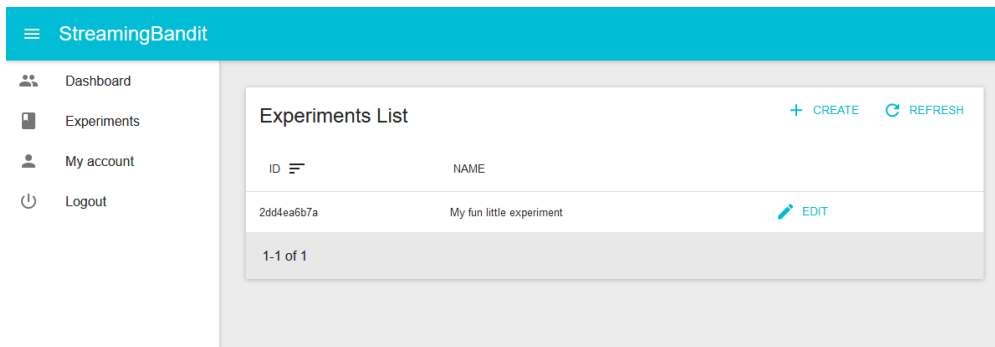 StreamingBandit
Dashboard
Experiments
My account
Logout
Experiments List
CREATE REFRESH
ID NAME
2dd4ea6b7a My fun little experiment EDIT
1-1 of 1